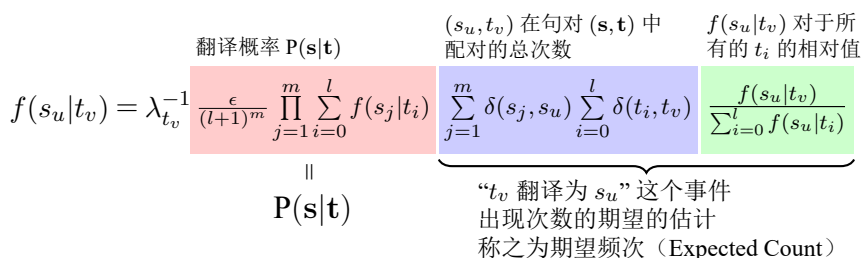 翻译概率 P(s|t)
(s_u, t_v) 在句对 (s, t) 中
配对的总次数
f(s_u|t_v) 对于所
有的 t_i 的相对值
f(s_u|t_v) = λ_{t_v}^{-1} \frac{ϵ}{(l+1)^m} ∏_{j=1}^{m} ∑_{i=0}^{l} f(s_j|t_i) ∑_{j=1}^{m} δ(s_j, s_u) ∑_{i=0}^{l} δ(t_i, t_v) \frac{f(s_u|t_v)}{∑_{i=0}^{l} f(s_u|t_i)}
=
P(s|t)
“t_v 翻译为 s_u” 这个事件
出现次数的期望的估计
称之为期望频次（Expected Count）